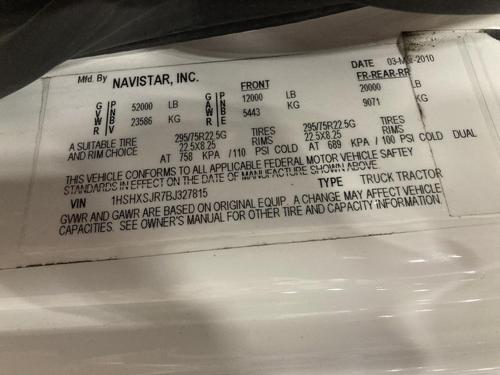 Mfd. By NAVISTAR, INC. FRONT DATE 03-M 2010
FR-REAR-RR
G P 52000 LB G P 12000 LB 20000 LB
V N A N
W B 23586 KG W B 5443 KG 9071 KG
R V R E
A SUITABLE TIRE 295/75R22.5G TIRES 295/75R22.5G TIRES
AND RIM CHOICE 22.5X8.25 RIMS 22.5X8.25 RIMS
AT 758 KPA /110 PSI COLD AT 689 KPA /100 PSI COLD DUAL
THIS VEHICLE CONFORMS TO ALL APPLICABLE FEDERAL MOTOR VEHICLE SAFTEY
STANDARDS IN EFFECT ON THE DATE OF MANUFACTURE SHOWN ABOVE.
VIN 1HSHXSJR7BJ327815 TYPE TRUCK TRACTOR
GVWR AND GAWR ARE BASED ON ORIGINAL EQUIP. A CHANGE MAY AFFECT VEHICLE
CAPACITIES. SEE OWNER'S MANUAL FOR OTHER TIRE AND CAPACITY INFORMATION.